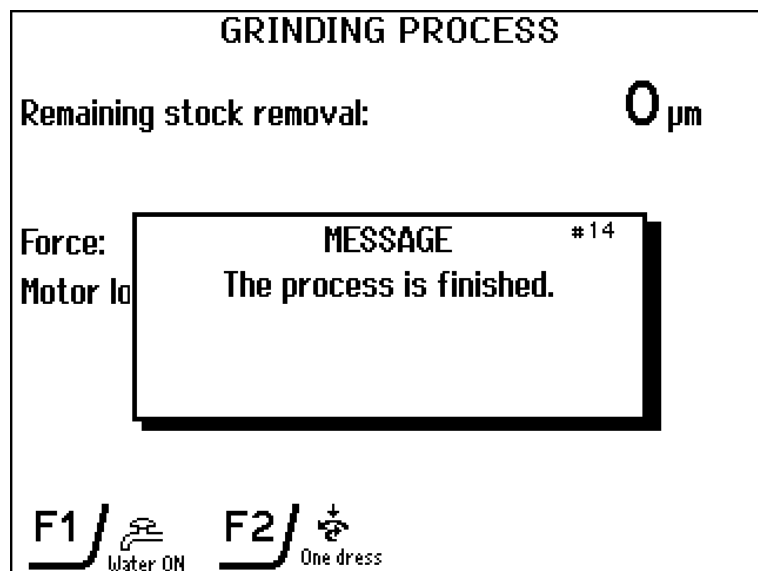 GRINDING PROCESS
Remaining stock removal: 0 µm
MESSAGE #14
Force:
The process is finished.
Motor lo
F1 Water ON F2 One dress